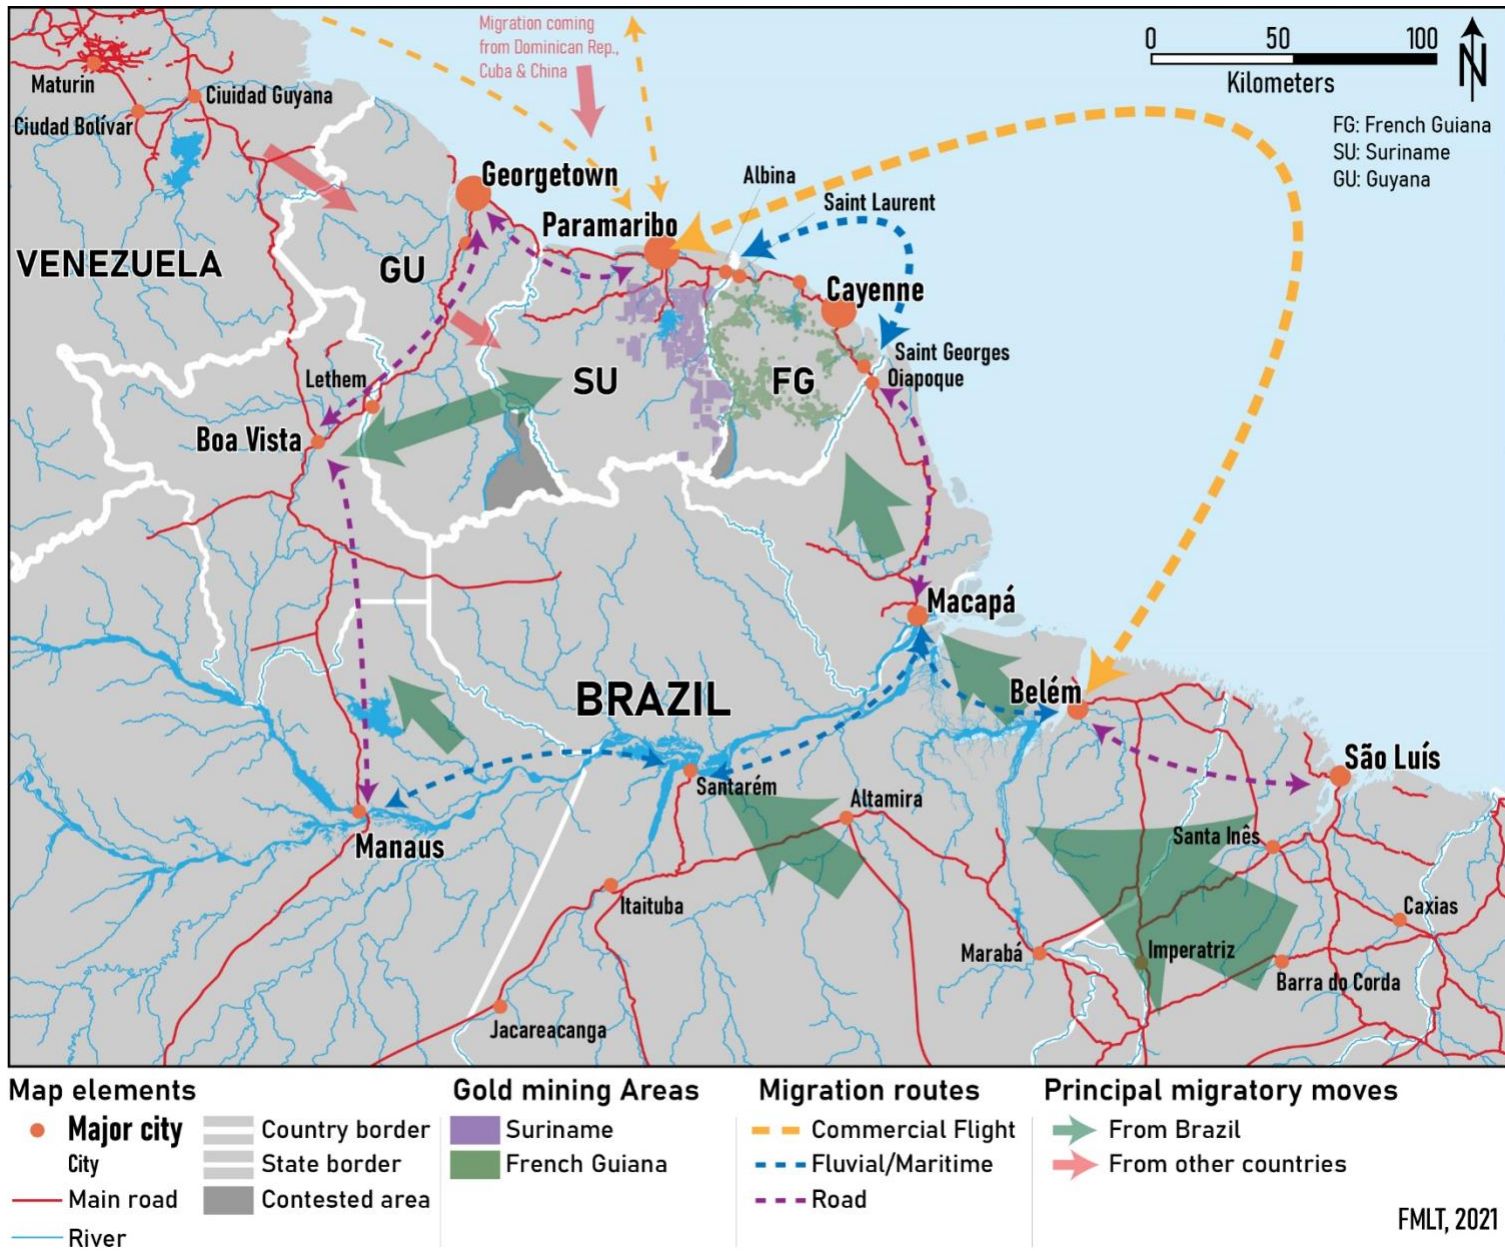 Migration coming
from Dominican Rep.,
Cuba & China
0 50 100
Kilometers
N
FG: French Guiana
SU: Suriname
GU: Guyana
Maturin
Ciuidad Guyana
Ciudad Bolívar
Georgetown
Albina
Saint Laurent
Paramaribo
VENEZUELA
GU
Cayenne
Saint Georges
Oiapoque
Lethem
SU
FG
Boa Vista
Macapá
BRAZIL
Belém
São Luís
Santarém
Altamira
Santa Inês
Manaus
Itaituba
Caxias
Marabá
Imperatriz
Barra do Corda
Jacareacanga
Map elements
Major city
City
Main road
River
Country border
State border
Contested area
Gold mining Areas
Suriname
French Guiana
Migration routes
Commercial Flight
Fluvial/Maritime
Road
Principal migratory moves
From Brazil
From other countries
FMLT, 2021